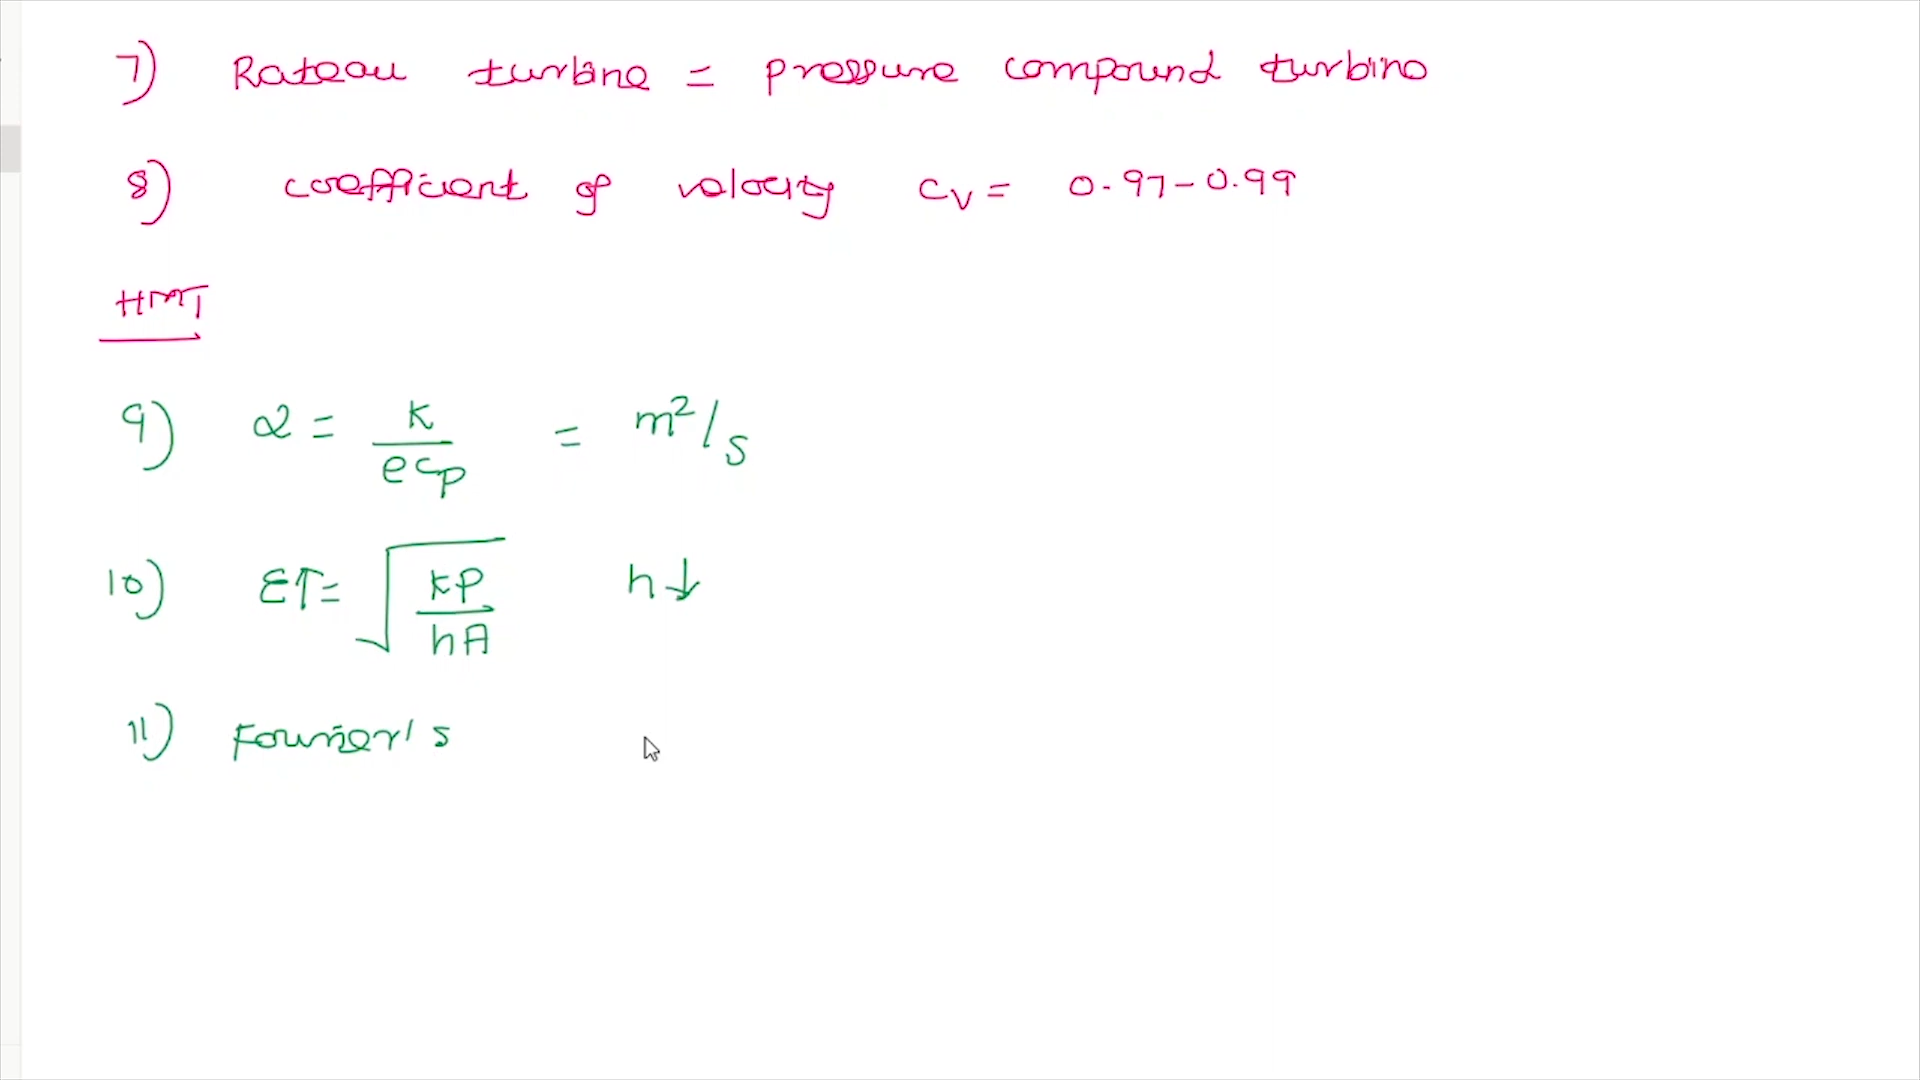 7) Rateau turbine = pressure compound turbine
8) coefficient of velocity Cv = 0.97-0.99
HMT
9) α = k / ρCp = m²/s
10) ε↑ = √(kP / hA) h↓
11) Fourier's